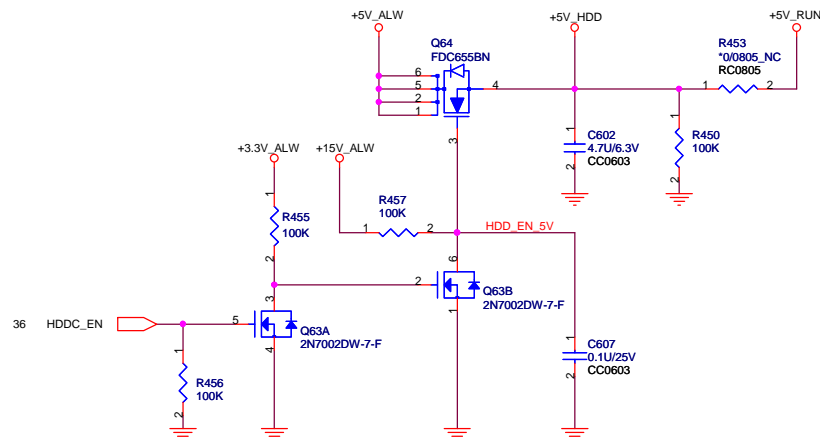 +5V_ALW
+5V_HDD
+5V_RUN
Q64
FDC655BN
R453
*0/0805_NC
RC0805
6
5
2
1
4
1
2
3
+3.3V_ALW
+15V_ALW
1
2
C602
4.7U/6.3V
CC0603
1
2
R450
100K
1
2
R455
100K
R457
100K
1
2
HDD_EN_5V
6
2
1
Q63B
2N7002DW-7-F
36
HDDC_EN
5
3
4
Q63A
2N7002DW-7-F
1
2
R456
100K
1
2
C607
0.1U/25V
CC0603